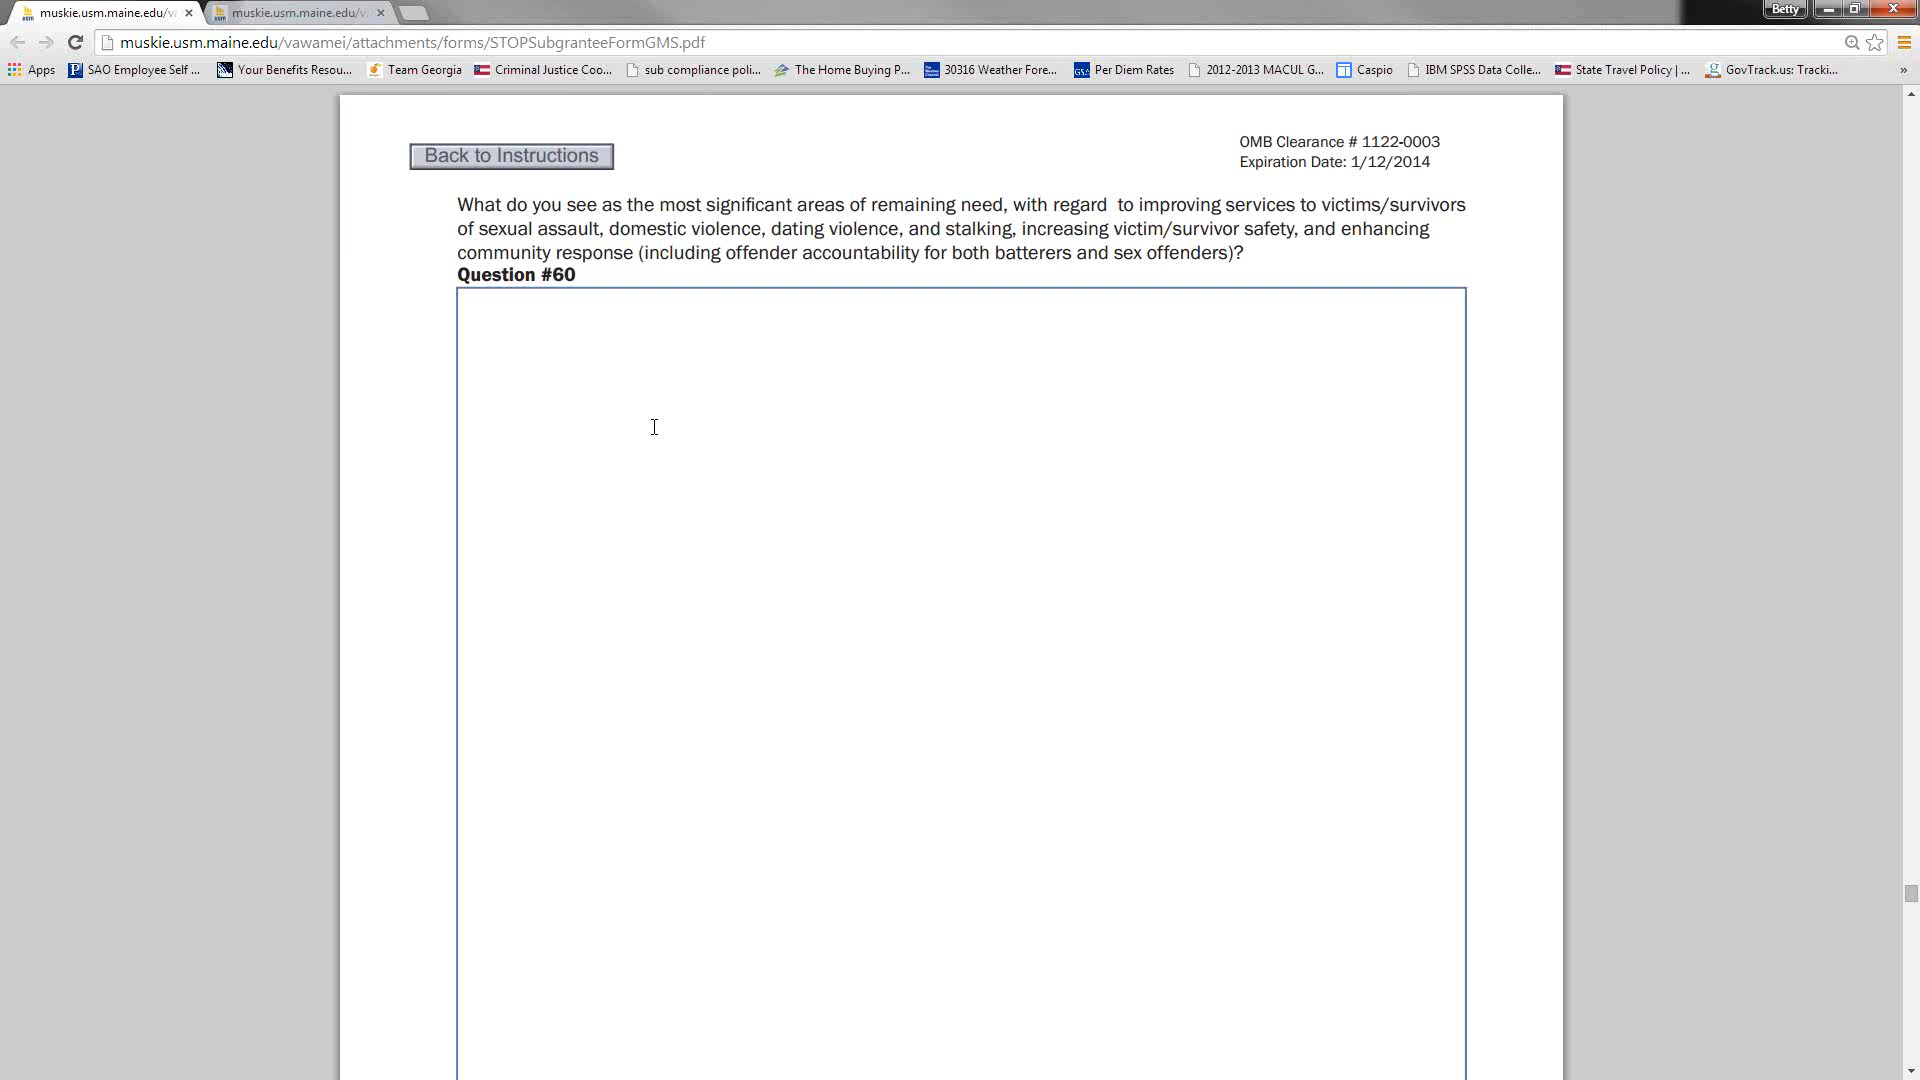 muskie.usm.maine.edu/v
muskie.usm.maine.edu/v
Betty
muskie.usm.maine.edu/vawamei/attachments/forms/STOPSubgranteeFormGMS.pdf
Apps
SAO Employee Self ...
Your Benefits Resou...
Team Georgia
Criminal Justice Coo...
sub compliance poli...
The Home Buying P...
30316 Weather Fore...
GSA
Per Diem Rates
2012-2013 MACUL G...
Caspio
IBM SPSS Data Colle...
State Travel Policy | ...
GovTrack.us: Tracki...
»
Back to Instructions
OMB Clearance # 1122-0003
Expiration Date: 1/12/2014
What do you see as the most significant areas of remaining need, with regard to improving services to victims/survivors
of sexual assault, domestic violence, dating violence, and stalking, increasing victim/survivor safety, and enhancing
community response (including offender accountability for both batterers and sex offenders)?
Question #60